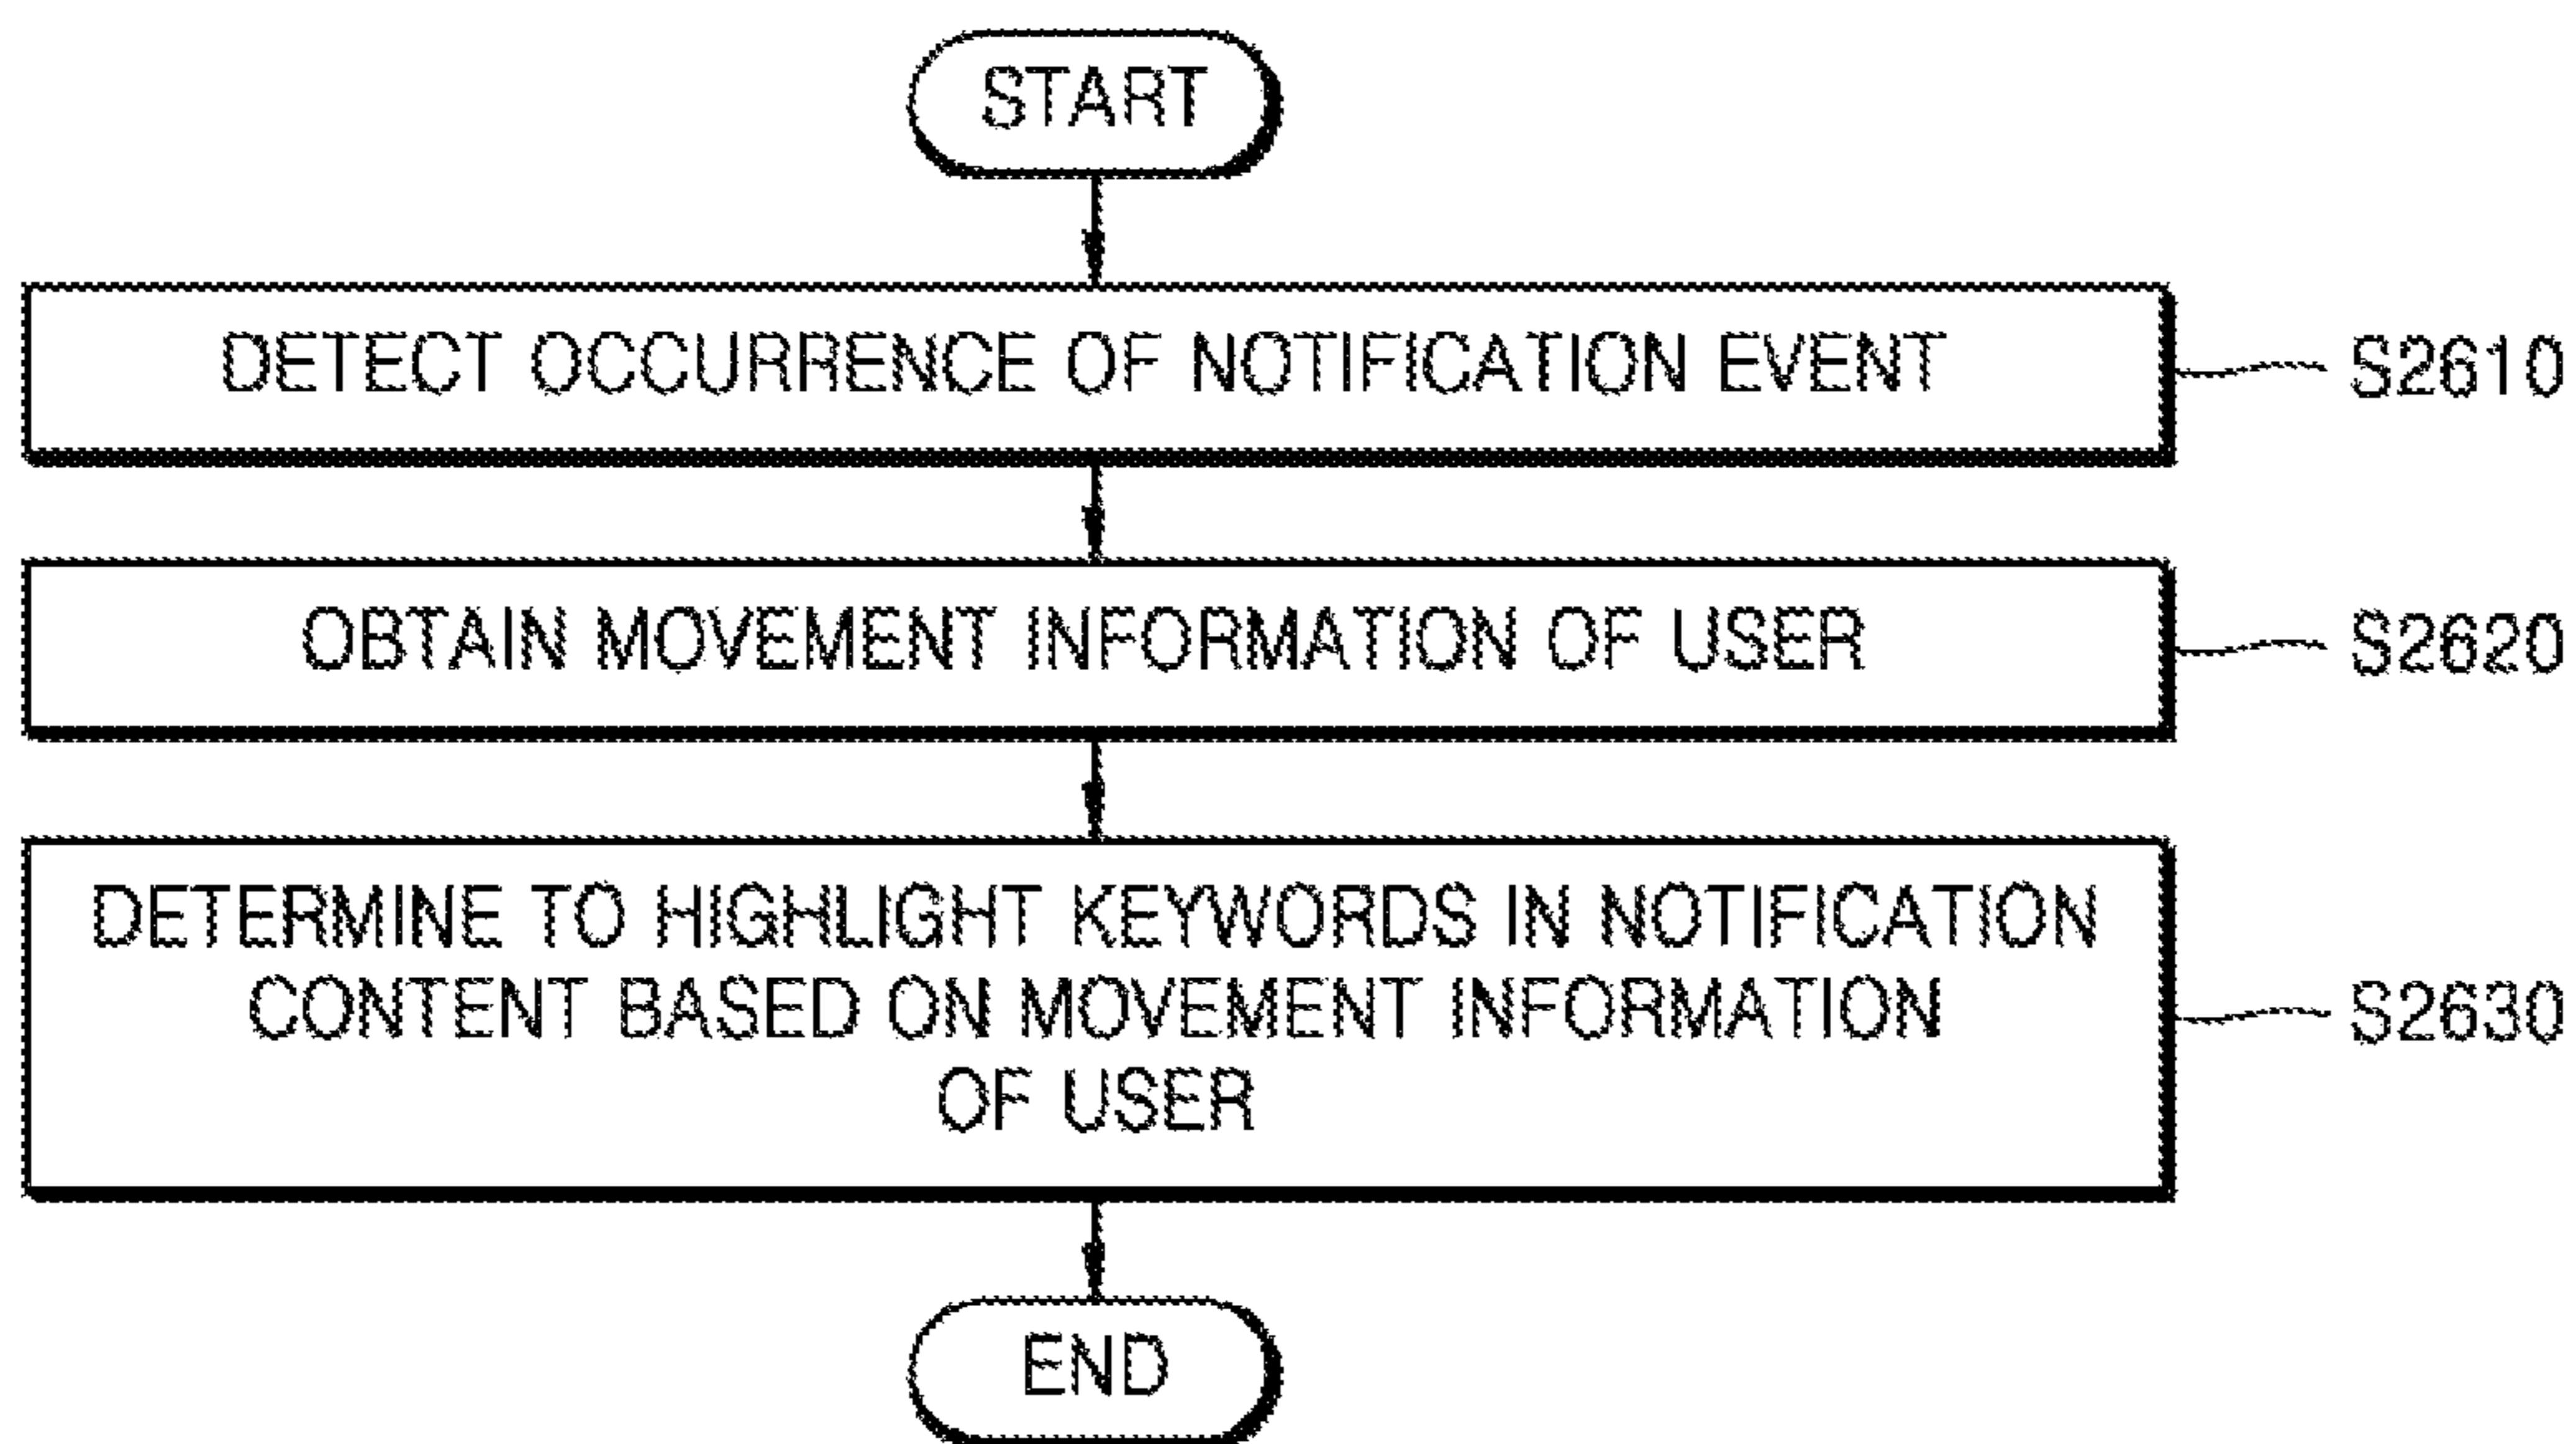 START
DETECT OCCURRENCE OF NOTIFICATION EVENT
S2610
OBTAIN MOVEMENT INFORMATION OF USER
S2620
DETERMINE TO HIGHLIGHT KEYWORDS IN NOTIFICATION
CONTENT BASED ON MOVEMENT INFORMATION
OF USER
S2630
END